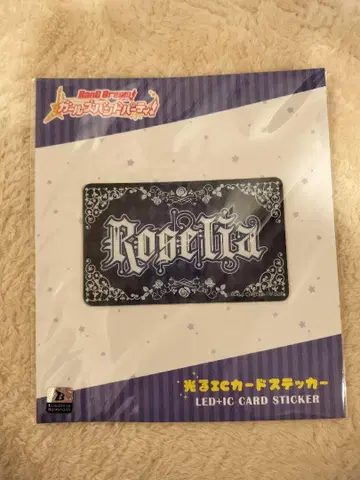 BanG Dream!
ガールズバンドパーティ!
Roselia
光るICカードステッカー
LED+IC CARD STICKER